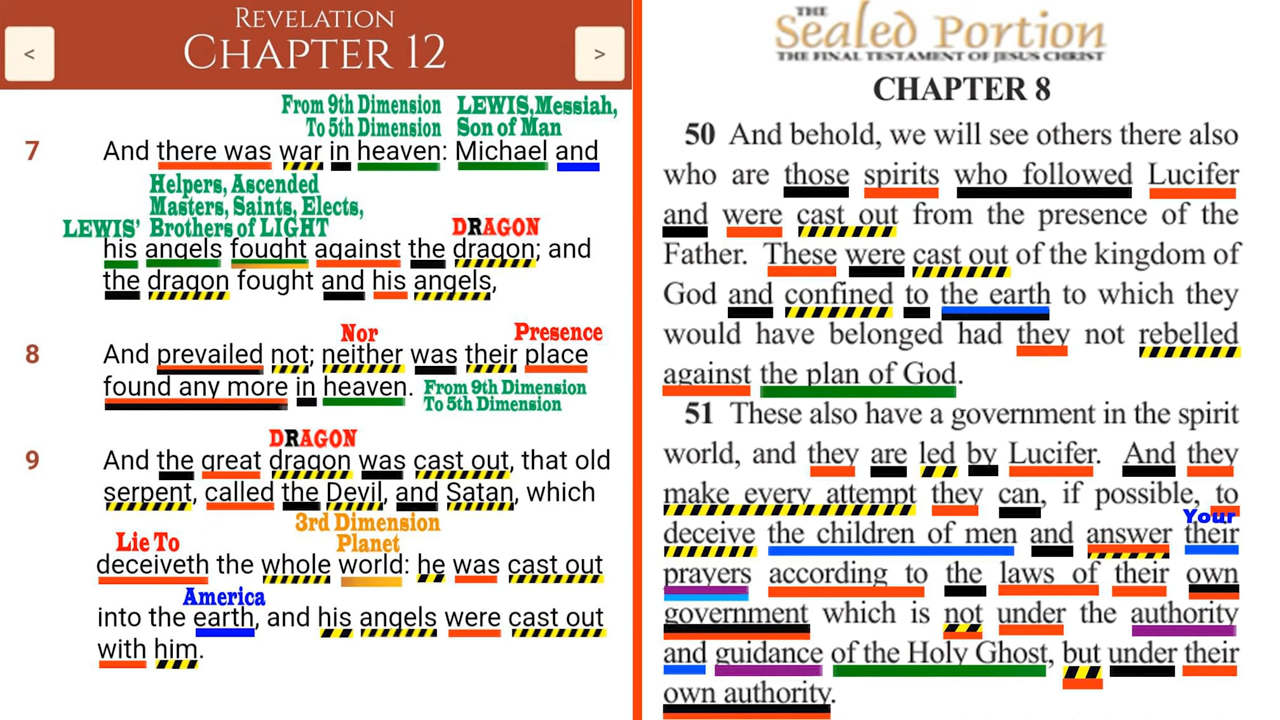 REVELATION
CHAPTER 12
<
>
From 9th Dimension
To 5th Dimension
LEWIS,Messiah,
Son of Man
7 And there was war in heaven: Michael and
Helpers, Ascended
Masters, Saints, Elects,
LEWIS' Brothers of LIGHT
DRAGON
his angels fought against the dragon; and
the dragon fought and his angels,
Nor
Presence
8 And prevailed not; neither was their place
found any more in heaven.
From 9th Dimension
To 5th Dimension
DRAGON
9 And the great dragon was cast out, that old
serpent, called the Devil, and Satan, which
3rd Dimension
Planet
Lie To
deceiveth the whole world: he was cast out
America
into the earth, and his angels were cast out
with him.
THE
Sealed Portion
THE FINAL TESTAMENT OF JESUS CHRIST
CHAPTER 8
50 And behold, we will see others there also
who are those spirits who followed Lucifer
and were cast out from the presence of the
Father. These were cast out of the kingdom of
God and confined to the earth to which they
would have belonged had they not rebelled
against the plan of God.
51 These also have a government in the spirit
world, and they are led by Lucifer. And they
make every attempt they can, if possible, to
Your
deceive the children of men and answer their
prayers according to the laws of their own
government which is not under the authority
and guidance of the Holy Ghost, but under their
own authority.